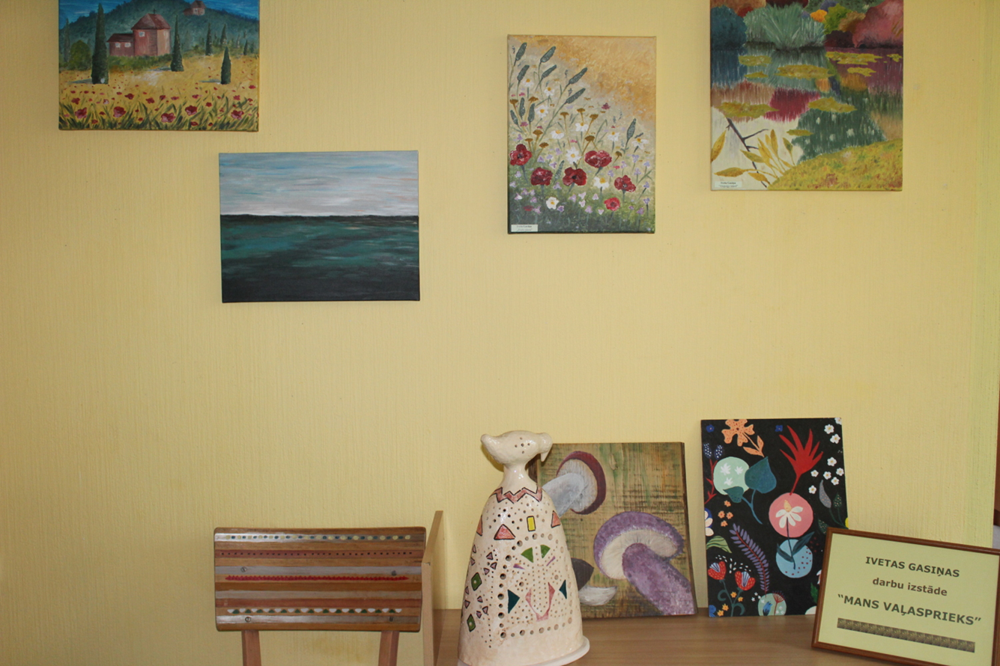 IVETAS GASIŅAS
darbu izstāde
“MANS VAĻASPRIEKS”